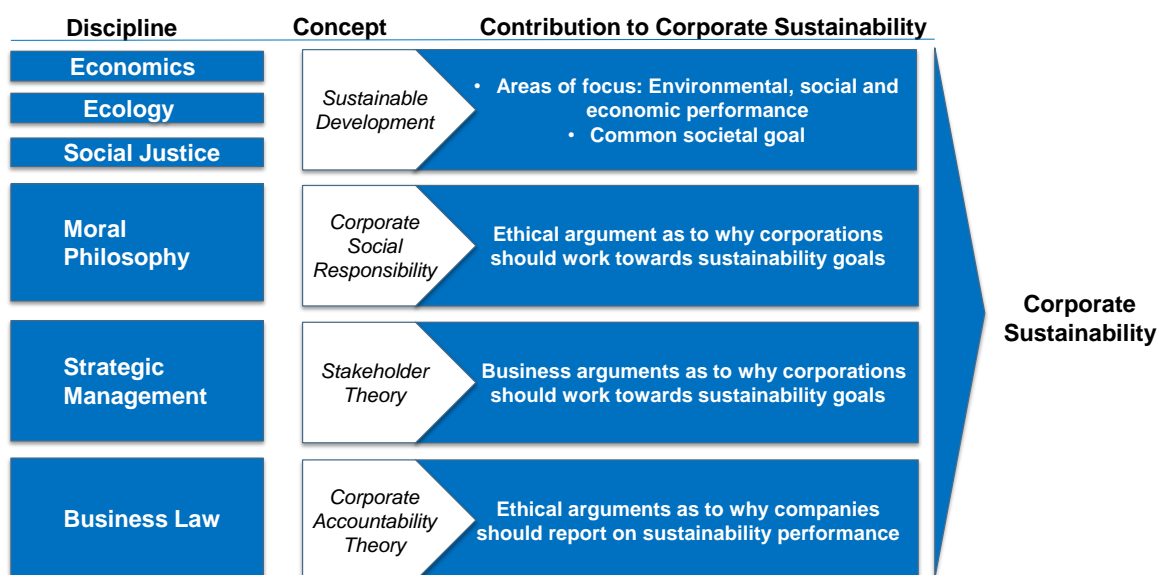 Discipline Concept Contribution to Corporate Sustainability
Economics
Ecology
Social Justice
Sustainable
Development
• Areas of focus: Environmental, social and
economic performance
• Common societal goal
Moral
Philosophy
Corporate
Social
Responsibility
Ethical argument as to why corporations
should work towards sustainability goals
Strategic
Management
Stakeholder
Theory
Business arguments as to why corporations
should work towards sustainability goals
Business Law
Corporate
Accountability
Theory
Ethical arguments as to why companies
should report on sustainability performance
Corporate
Sustainability